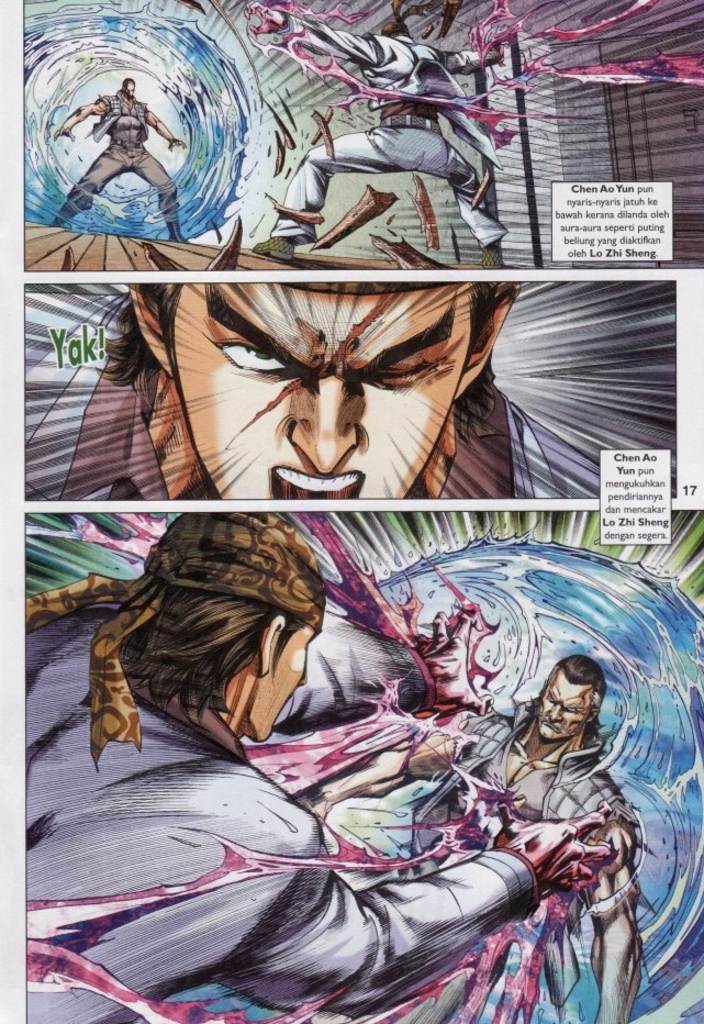 Chen Ao Yun pun
nyaris-nyaris jatuh ke
bawah kerana dilanda oleh
aura-aura seperti puting
beliung yang diaktifkan
oleh Lo Zhi Sheng.
Yak!
Chen Ao
Yun pun
mengukuhkan
pendiriannya
dan mencakar
Lo Zhi Sheng
dengan segera.
17